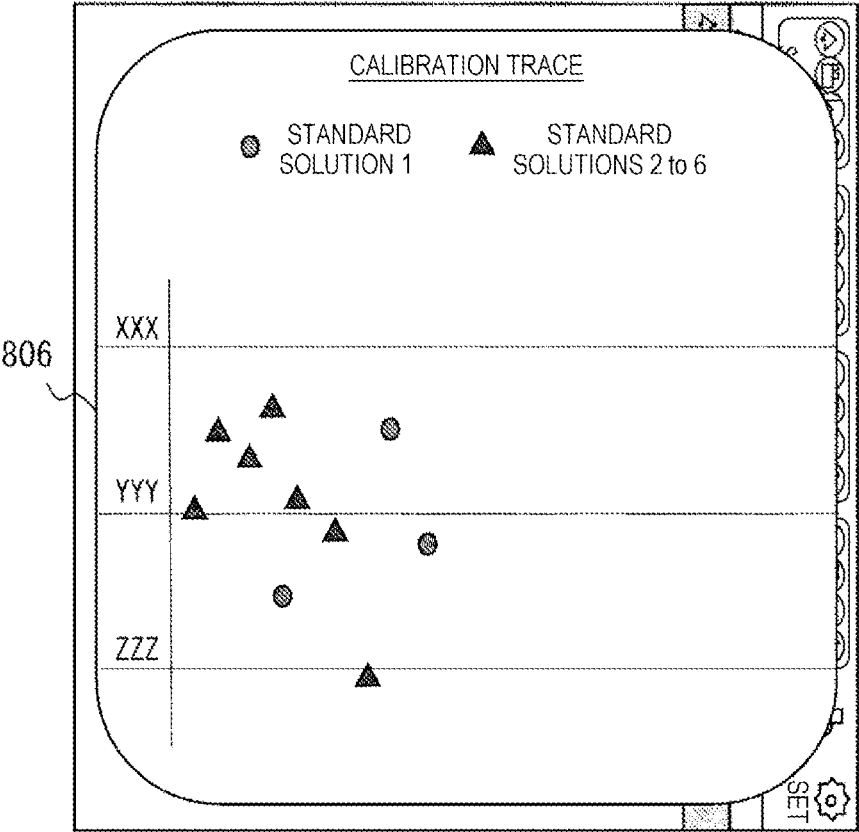 CALIBRATION TRACE
STANDARD
SOLUTION 1
STANDARD
SOLUTIONS 2 to 6
XXX
806
YYY
ZZZ
SET